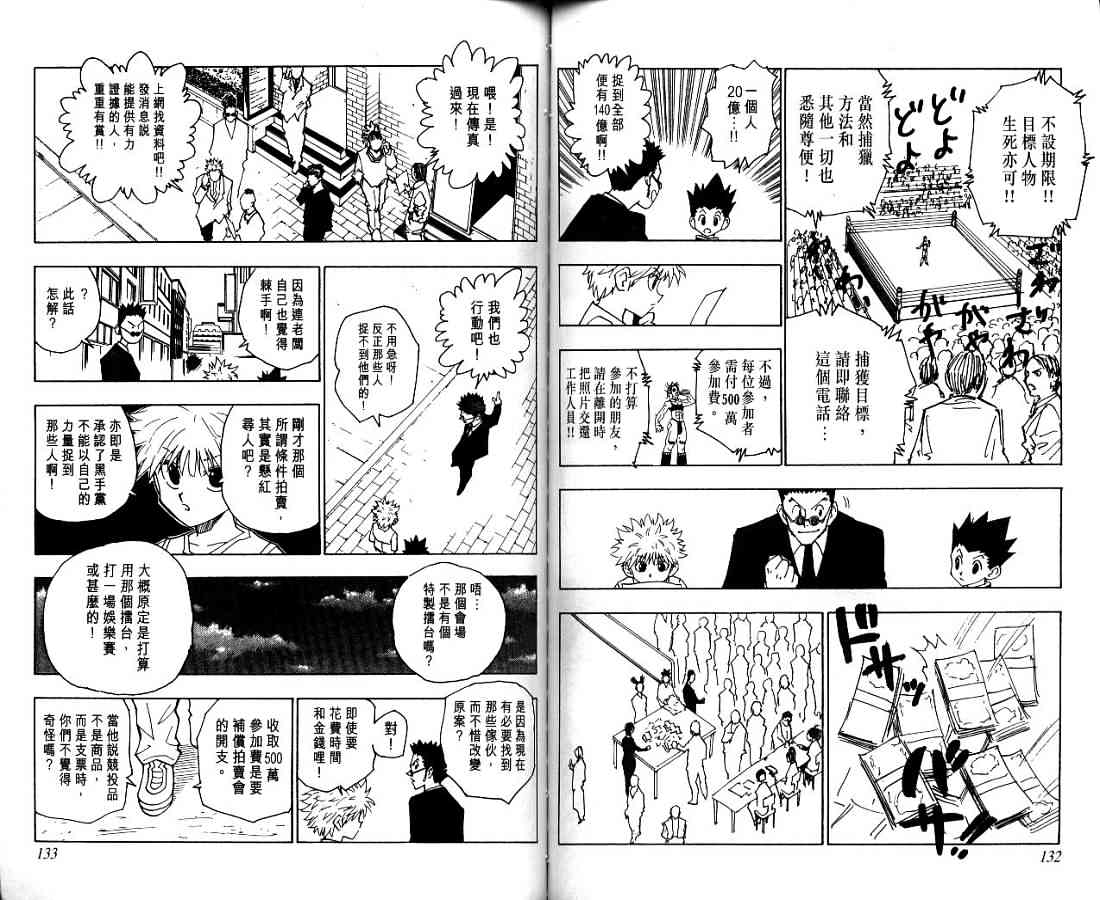 不設期限!!
目標人物
生死亦可!!
當然捕獵
方法和
其他一切也
悉隨尊便！
どよ
どよ
ざわ
ざわ
がや
がや
ざわ
捕獲目標，
請即聯絡
這個電話…
一個人
20億…!!
捉到全部
便有140億啊!!
不過，
每位參加者
需付500萬
參加費。
不打算
參加的朋友，
請在離開時
把照片交還
工作人員!!
ドサッ
ドサッ
132
喂！是！
現在傳真
過來！
上網找資料吧!!
發消息說
能提供有力
證據的人，
重重有賞!!
我們也
行動吧！
不用急呀！
反正那些人
捉不到他們的！
因為連老闆
自己也覺得
棘手啊！
？
此話
怎解？
剛才那個
所謂條件拍賣，
其實是懸紅
尋人吧？
亦即是
承認了黑手黨
不能以自己的
力量捉到
那些人啊！
唔…
那個會場
不是有個
特製擂台嗎？
大概原定是打算
用那個擂台，
打一場娛樂賽
或甚麼的！
是因為現在
有必要找到
那些傢伙，
而不惜改變
原案？
對！
即使要
花費時間
和金錢哩！
收取500萬
參加費是要
補償拍賣會
的開支。
當他說競投品
不是商品，
而是支票時，
你們不覺得
奇怪嗎？
133